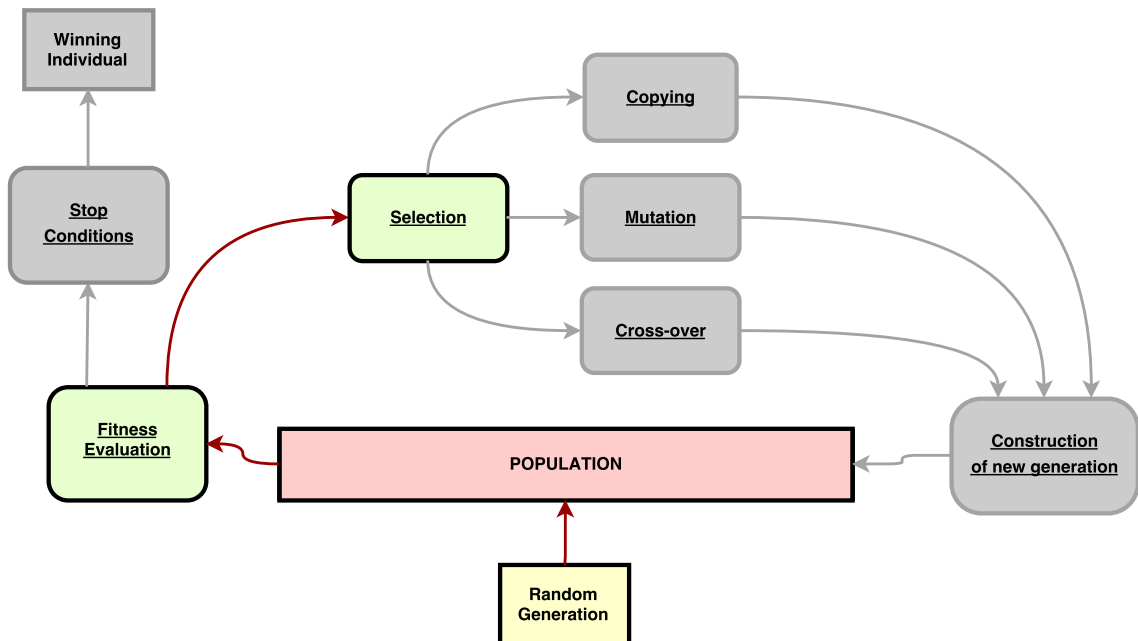 Winning
Individual
Copying
Stop
Conditions
Selection
Mutation
Cross-over
Fitness
Evaluation
POPULATION
Construction
of new generation
Random
Generation